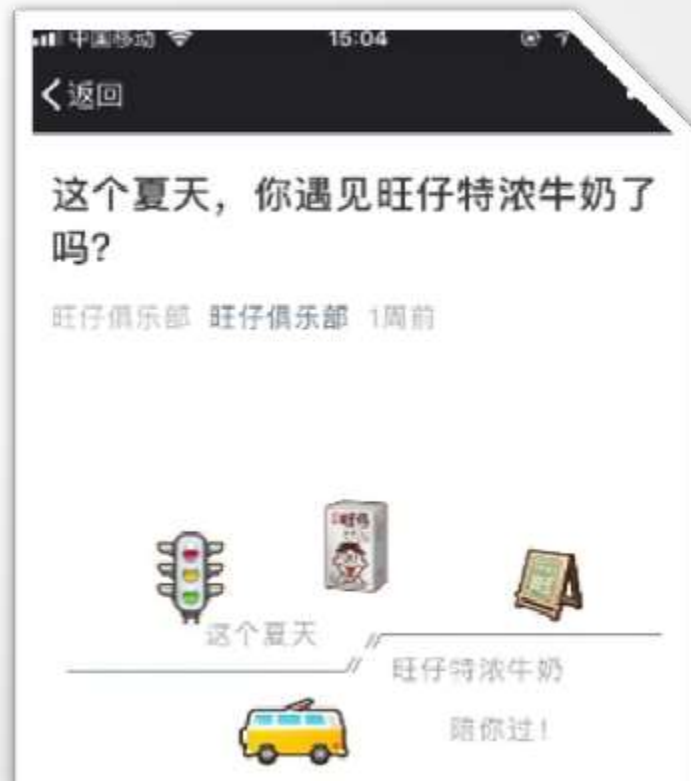 中国移动 15:04
返回
这个夏天，你遇见旺仔特浓牛奶了
吗?
旺仔俱乐部 旺仔俱乐部 1周前
旺仔
这个夏天
旺仔特浓牛奶
陪你过!